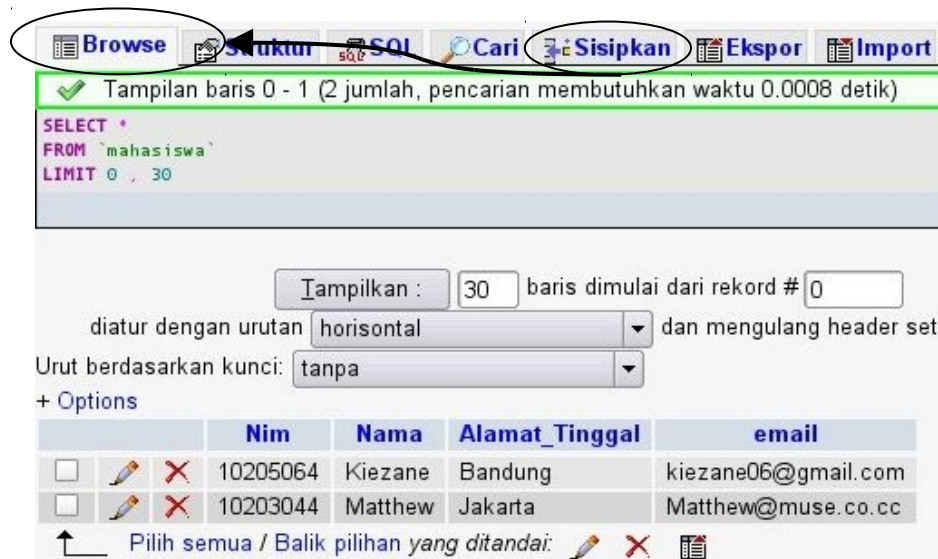 Browse Struktur SQL Cari Sisipkan Ekspor Import
Tampilan baris 0 - 1 (2 jumlah, pencarian membutuhkan waktu 0.0008 detik)
SELECT *
FROM `mahasiswa`
LIMIT 0 , 30
Tampilkan : 30 baris dimulai dari rekord # 0
diatur dengan urutan horisontal dan mengulang header set
Urut berdasarkan kunci: tanpa
+ Options
Nim Nama Alamat_Tinggal email
10205064 Kiezane Bandung kiezane06@gmail.com
10203044 Matthew Jakarta Matthew@muse.co.cc
Pilih semua / Balik pilihan yang ditandai: